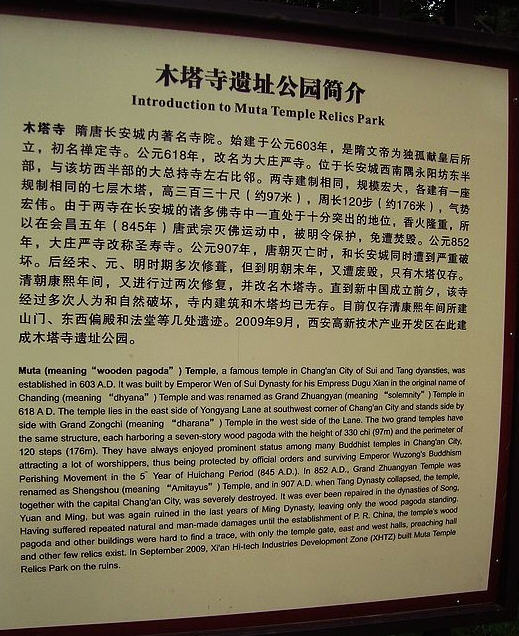 木塔寺遗址公园简介
Introduction to Muta Temple Relics Park
木塔寺 隋唐长安城内著名寺院。始建于公元603年，是隋文帝为独孤献皇后所
立，初名禅定寺。公元618年，改名为大庄严寺。位于长安城西南隅永阳坊东半
部，与该坊西半部的大总持寺左右比邻。两寺建制相同，规模宏大，各建有一座
规制相同的七层木塔，高三百三十尺（约97米），周长120步（约176米），气势
宏伟。由于两寺在长安城的诸多佛寺中一直处于十分突出的地位，香火隆重，所
以在会昌五年（845年）唐武宗灭佛运动中，被明令保护，免遭焚毁。公元852
年，大庄严寺改称圣寿寺。公元907年，唐朝灭亡时，和长安城同时遭到严重破
坏。后经宋、元、明时期多次修葺，但到明朝末年，又遭废毁，只有木塔仅存。
清朝康熙年间，又进行过两次修复，并改名木塔寺。直到新中国成立前夕，该寺
经过多次人为和自然破坏，寺内建筑和木塔均已无存。目前仅存清康熙年间所建
山门、东西偏殿和法堂等几处遗迹。2009年9月，西安高新技术产业开发区在此建
成木塔寺遗址公园。
Muta (meaning “wooden pagoda”) Temple, a famous temple in Chang'an City of Sui and Tang dyansties, was
established in 603 A.D. It was built by Emperor Wen of Sui Dynasty for his Empress Dugu Xian in the original name of
Chanding (meaning “dhyana”) Temple and was renamed as Grand Zhuangyan (meaning “solemnity”) Temple in
618 A.D. The temple lies in the east side of Yongyang Lane at southwest corner of Chang'an City and stands side by
side with Grand Zongchi (meaning “dharana”) Temple in the west side of the Lane. The two grand temples have
the same structure, each harboring a seven-story wood pagoda with the height of 330 chi (97m) and the perimeter of
120 steps (176m). They have always enjoyed prominent status among many Buddhist temples in Chang'an City,
attracting a lot of worshippers, thus being protected by official orders and surviving Emperor Wuzong's Buddhism
Perishing Movement in the 5 Year of Huichang Period (845 A.D.). In 852 A.D., Grand Zhuangyan Temple was
renamed as Shengshou (meaning “Amitayus”) Temple, and in 907 A.D. when Tang Dynasty collapsed, the temple,
together with the capital Chang'an City, was severely destroyed. It was ever been repaired in the dynasties of Song,
Yuan and Ming, but was again ruined in the last years of Ming Dynasty, leaving only the wood pagoda standing.
Having suffered repeated natural and man-made damages until the establishment of P. R. China, the temple's wood
pagoda and other buildings were hard to find a trace, with only the temple gate, east and west halls, preaching hall
and other few relics exist. In September 2009, Xi'an Hi-tech Industries Development Zone (XHTZ) built Muta Temple
Relics Park on the ruins.